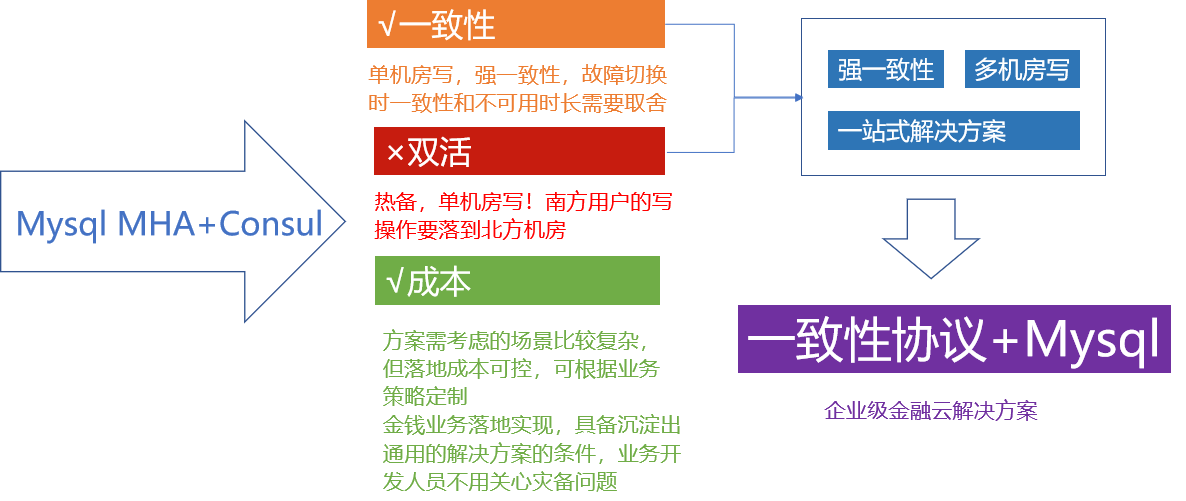 Mysql MHA+Consul
√一致性
单机房写，强一致性，故障切换
时一致性和不可用时长需要取舍
×双活
热备，单机房写！南方用户的写
操作要落到北方机房
√成本
方案需考虑的场景比较复杂，
但落地成本可控，可根据业务
策略定制
金钱业务落地实现，具备沉淀出
通用的解决方案的条件，业务开
发人员不用关心灾备问题
强一致性
多机房写
一站式解决方案
一致性协议+Mysql
企业级金融云解决方案